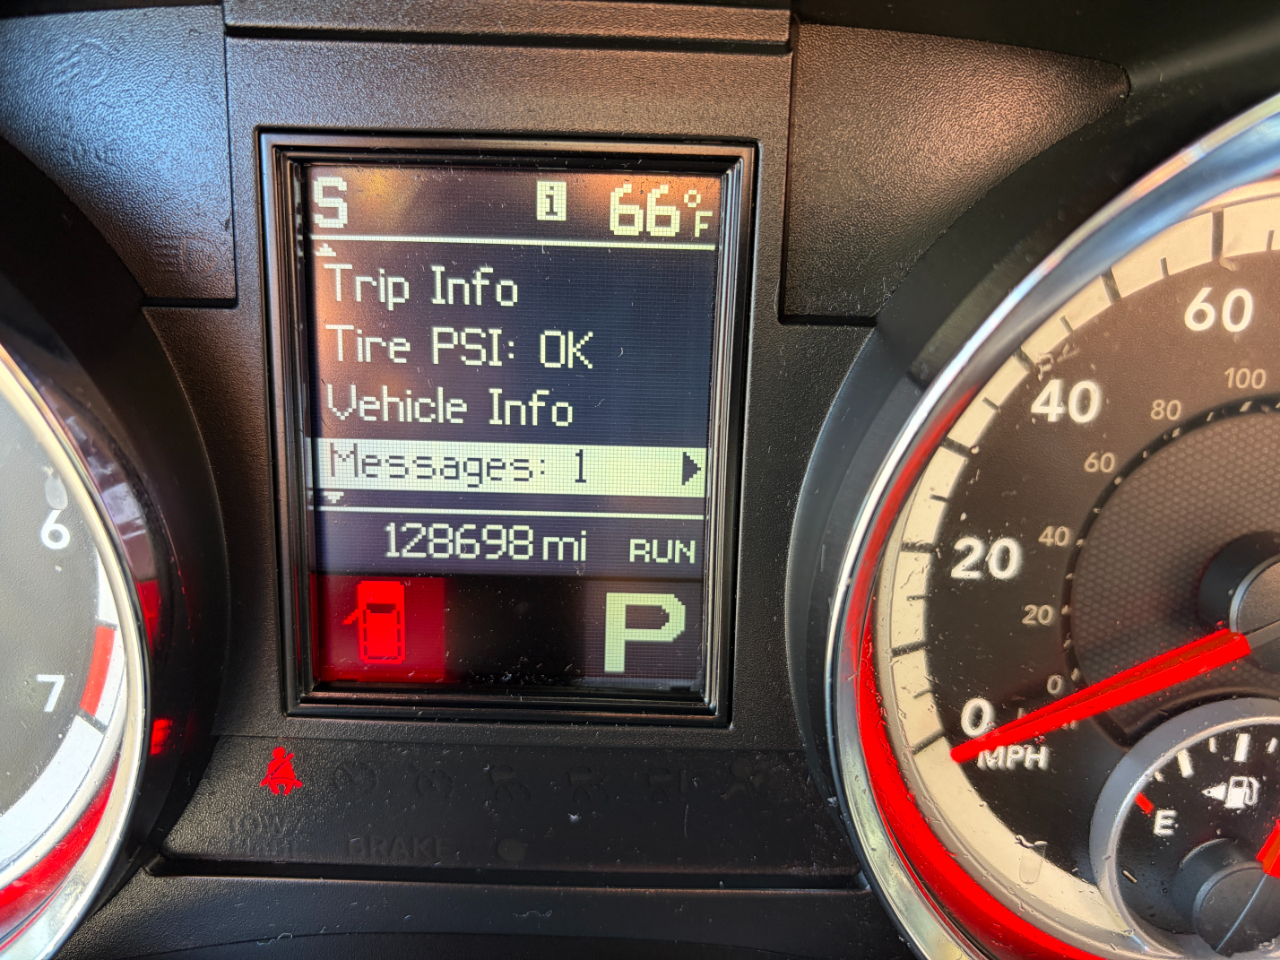 S i 66°F
Trip Info
Tire PSI: OK
Vehicle Info
Messages: 1
128698 mi RUN
P
6
7
60
40
20
0
MPH
100
80
60
40
20
0
E
BRAKE